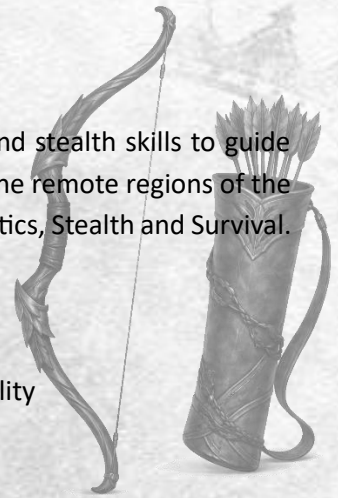 nd stealth skills to guide
he remote regions of the
tics, Stealth and Survival.
lity